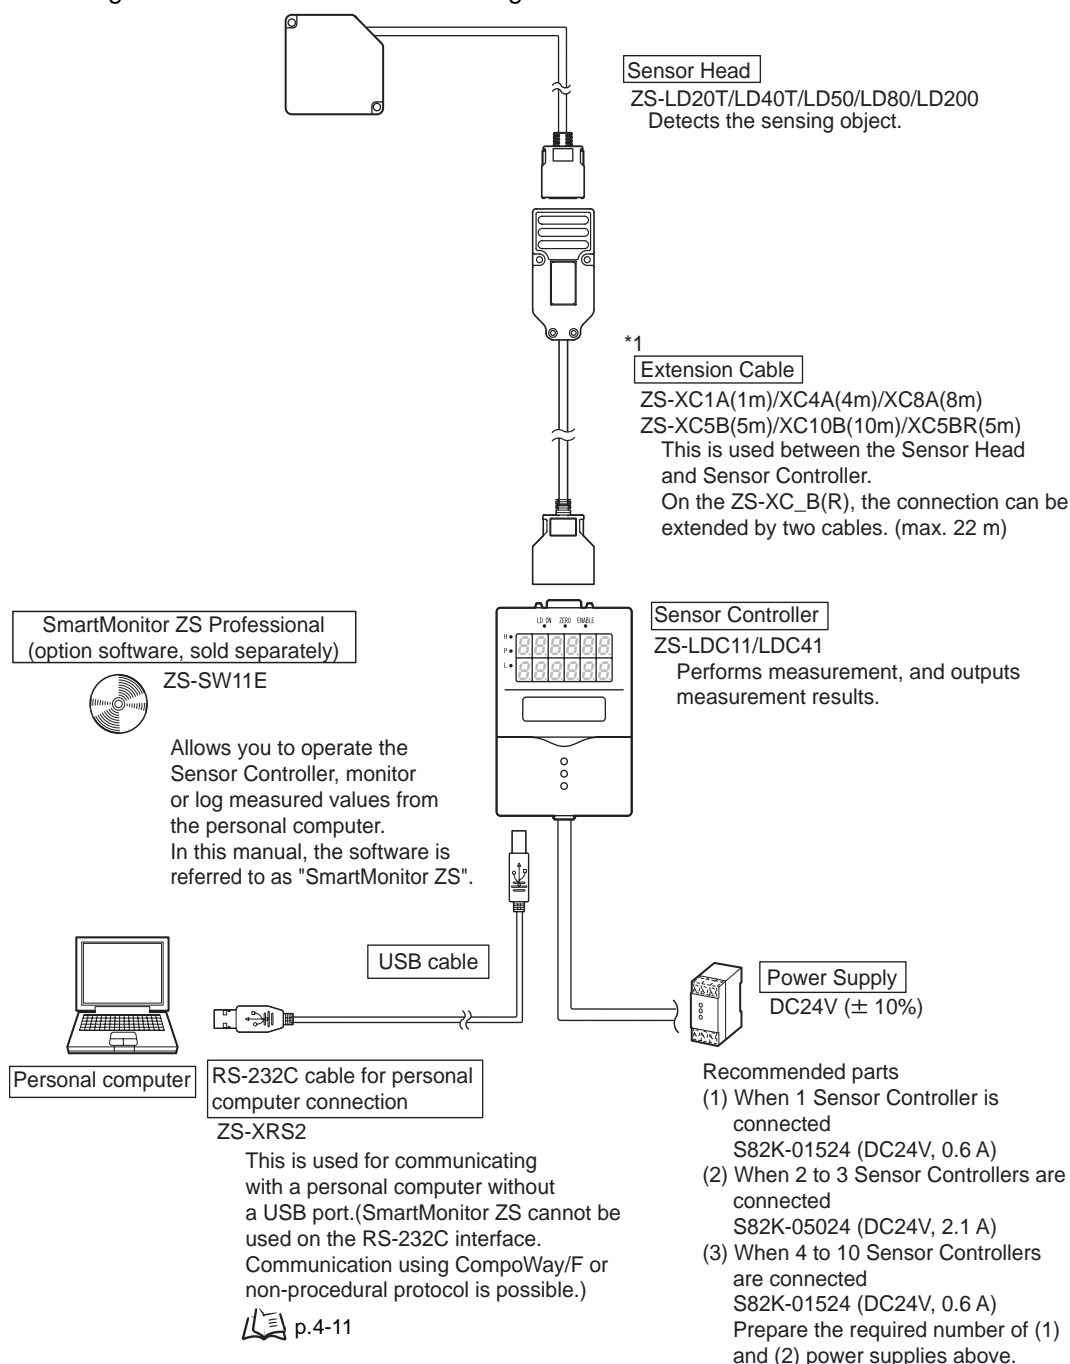 Sensor Head
ZS-LD20T/LD40T/LD50/LD80/LD200
Detects the sensing object.
*1
Extension Cable
ZS-XC1A(1m)/XC4A(4m)/XC8A(8m)
ZS-XC5B(5m)/XC10B(10m)/XC5BR(5m)
This is used between the Sensor Head
and Sensor Controller.
On the ZS-XC_B(R), the connection can be
extended by two cables. (max. 22 m)
LD ON ZERO ENABLE
H
P
L
Sensor Controller
ZS-LDC11/LDC41
Performs measurement, and outputs
measurement results.
SmartMonitor ZS Professional
(option software, sold separately)
ZS-SW11E
Allows you to operate the
Sensor Controller, monitor
or log measured values from
the personal computer.
In this manual, the software is
referred to as "SmartMonitor ZS".
USB cable
Power Supply
DC24V (± 10%)
Personal computer
RS-232C cable for personal
computer connection
ZS-XRS2
This is used for communicating
with a personal computer without
a USB port.(SmartMonitor ZS cannot be
used on the RS-232C interface.
Communication using CompoWay/F or
non-procedural protocol is possible.)
p.4-11
Recommended parts
(1) When 1 Sensor Controller is
connected
S82K-01524 (DC24V, 0.6 A)
(2) When 2 to 3 Sensor Controllers are
connected
S82K-05024 (DC24V, 2.1 A)
(3) When 4 to 10 Sensor Controllers
are connected
S82K-01524 (DC24V, 0.6 A)
Prepare the required number of (1)
and (2) power supplies above.